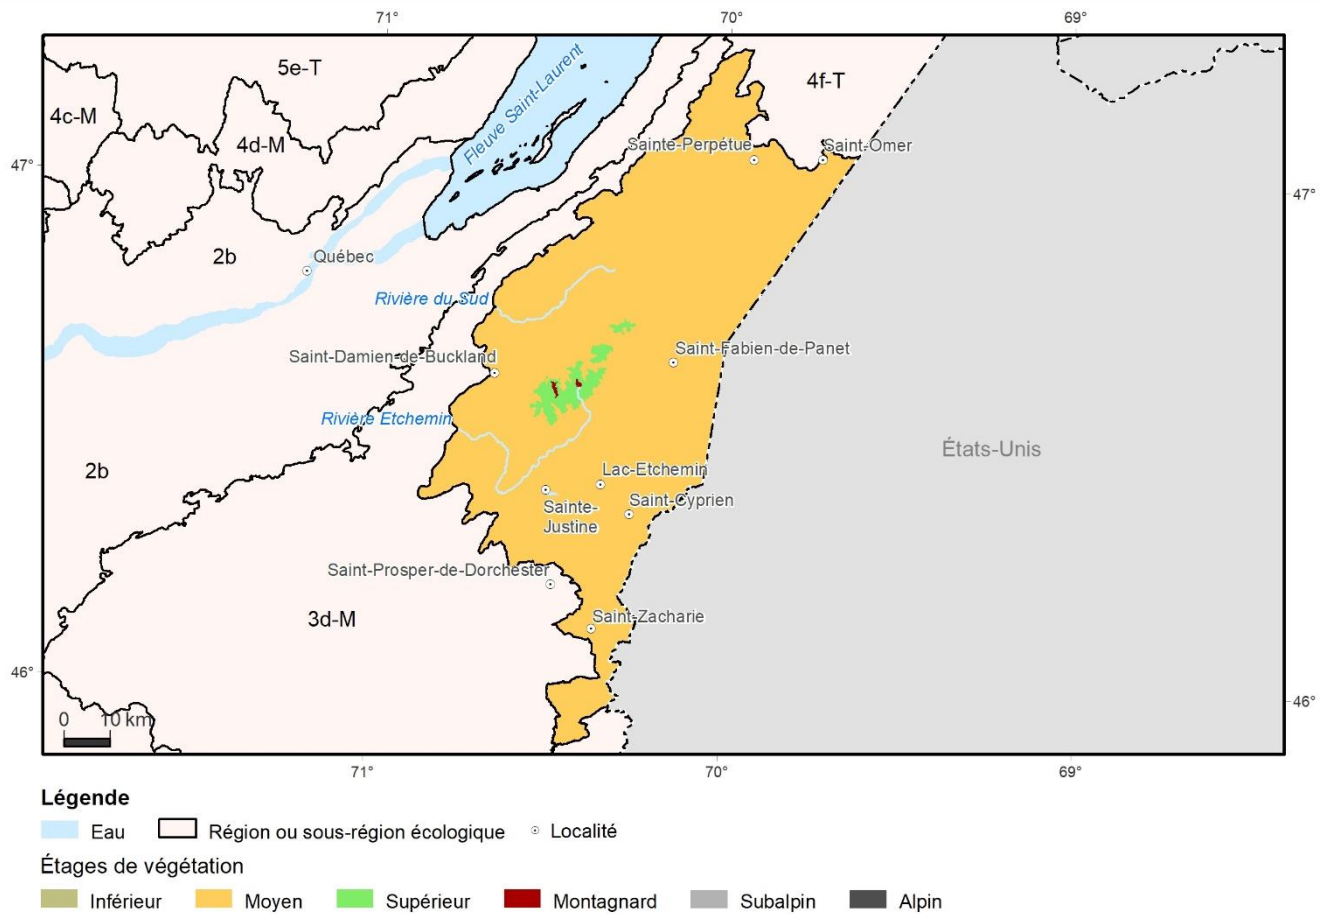 71°
70°
69°
5e-T
4f-T
4c-M
4d-M
Fleuve Saint-Laurent
Sainte-Perpétue
Saint-Omer
47°
47°
2b
Québec
Rivière du Sud
Saint-Damien-de-Buckland
Saint-Fabien-de-Panet
Rivière Etchemin
États-Unis
2b
Lac-Etchemin
Sainte-
Justine
Saint-Cyprien
Saint-Prosper-de-Dorchester
3d-M
Saint-Zacharie
46°
46°
0 10 km
71°
70°
69°
Légende
Eau Région ou sous-région écologique Localité
Étages de végétation
Inférieur Moyen Supérieur Montagnard Subalpin Alpin